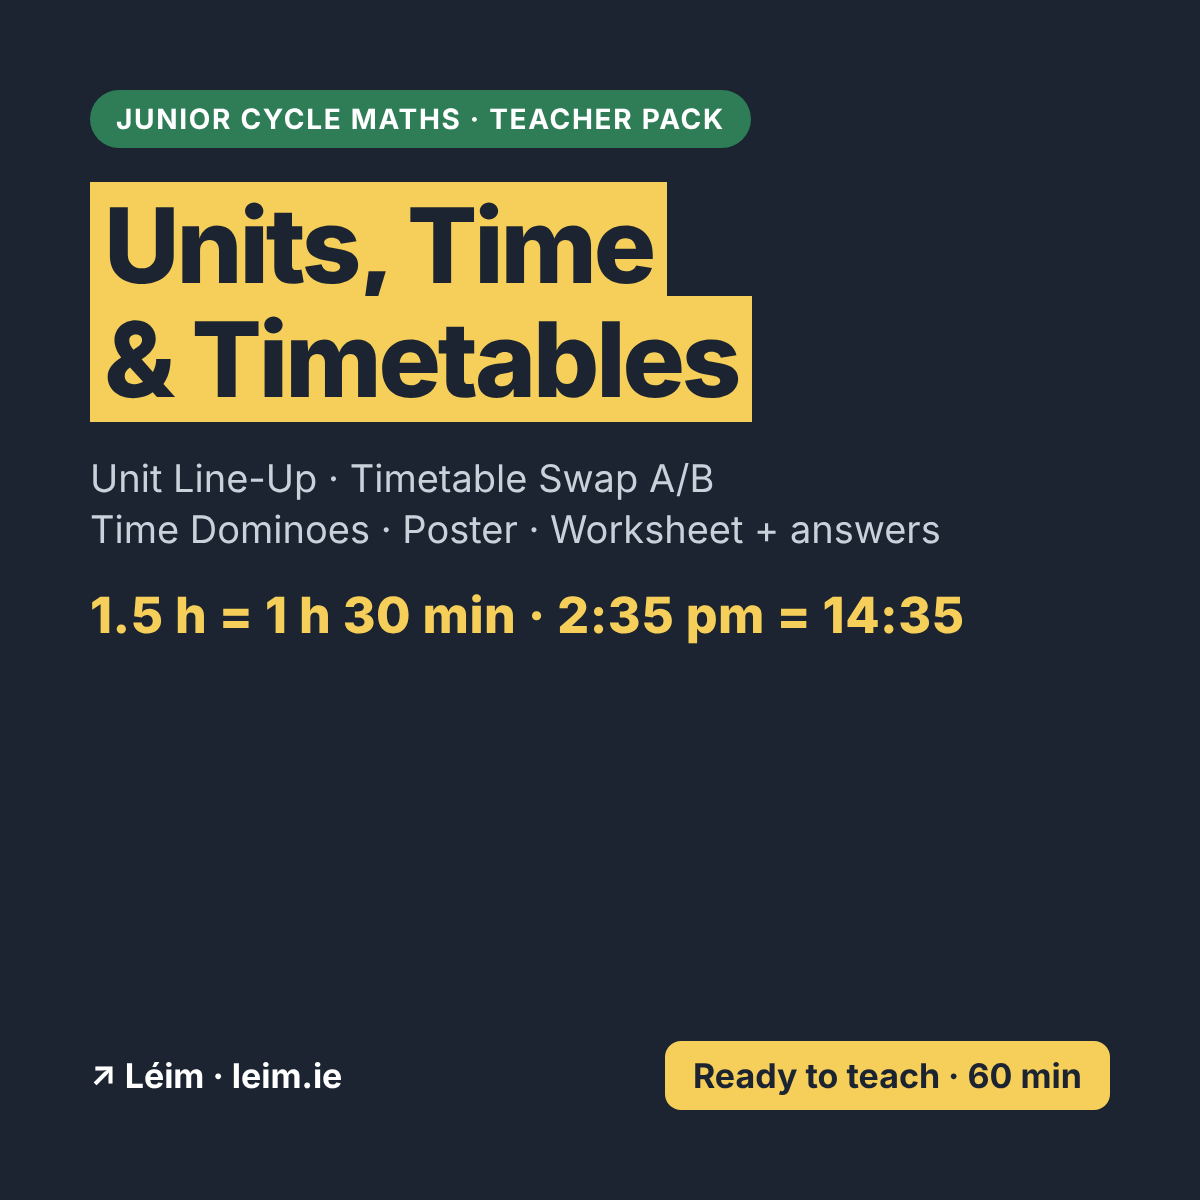 JUNIOR CYCLE MATHS · TEACHER PACK
Units, Time
& Timetables
Unit Line-Up · Timetable Swap A/B
Time Dominoes · Poster · Worksheet + answers
1.5 h = 1 h 30 min · 2:35 pm = 14:35
↗ Léim · leim.ie
Ready to teach · 60 min